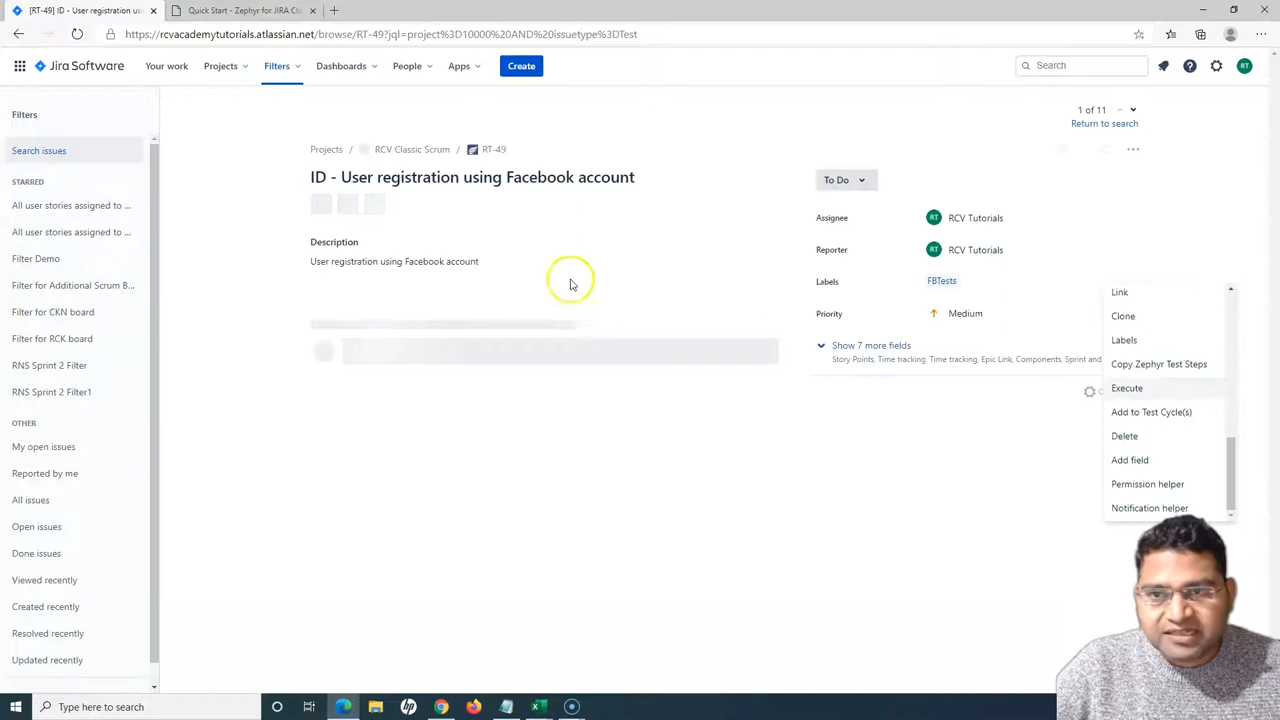 [RT-49] ID - User registration usi
Quick Start - Zephyr for JIRA Clo
https://rcvacademytutorials.atlassian.net/browse/RT-49?jql=project%3D10000%20AND%20issuetype%3DTest
Jira Software
Your work
Projects
Filters
Dashboards
People
Apps
Create
Search
RT
Filters
1 of 11
Return to search
Search issues
Projects / RCV Classic Scrum / RT-49
ID - User registration using Facebook account
To Do
STARRED
All user stories assigned to ...
All user stories assigned to ...
Filter Demo
Filter for Additional Scrum B...
Filter for CKN board
Filter for RCK board
RNS Sprint 2 Filter
RNS Sprint 2 Filter1
OTHER
My open issues
Reported by me
All issues
Open issues
Done issues
Viewed recently
Created recently
Resolved recently
Updated recently
Description
User registration using Facebook account
Assignee
RT RCV Tutorials
Reporter
RT RCV Tutorials
Labels
FBTests
Priority
Medium
Show 7 more fields
Story Points, Time tracking, Time tracking, Epic Link, Components, Sprint and
Link
Clone
Labels
Copy Zephyr Test Steps
Execute
Add to Test Cycle(s)
Delete
Add field
Permission helper
Notification helper
Type here to search
hp